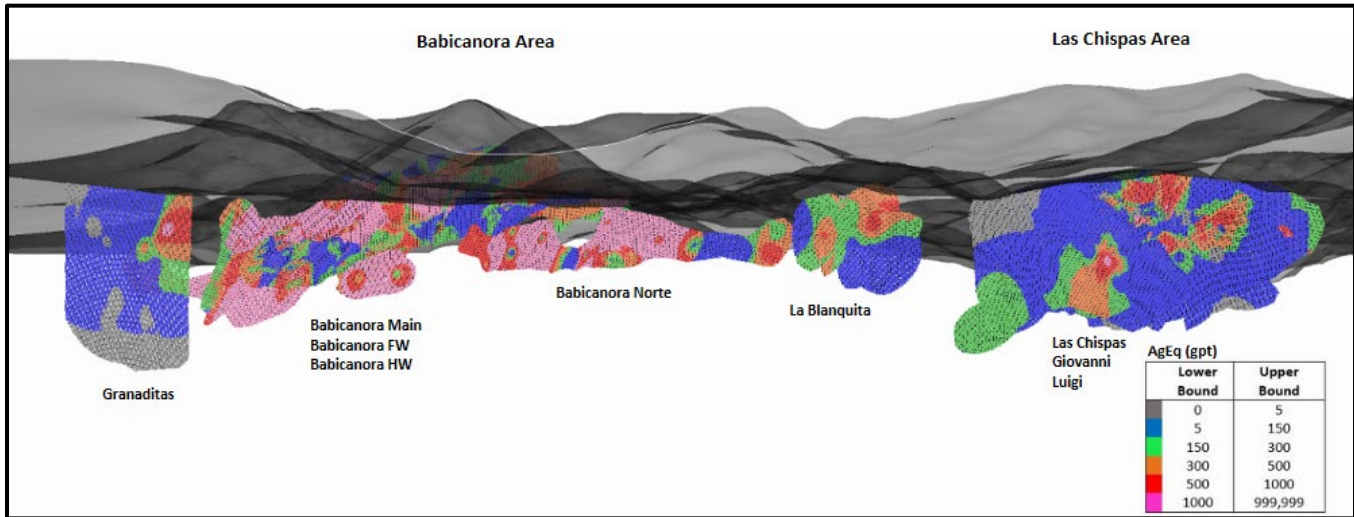 Babicanora Area
Las Chispas Area
Babicanora Norte
La Blanquita
Babicanora Main
Babicanora FW
Babicanora HW
Granaditas
Las Chispas
Giovanni
Luigi
AgEq (gpt)
Lower Bound Upper Bound
0 5
5 150
150 300
300 500
500 1000
1000 999,999